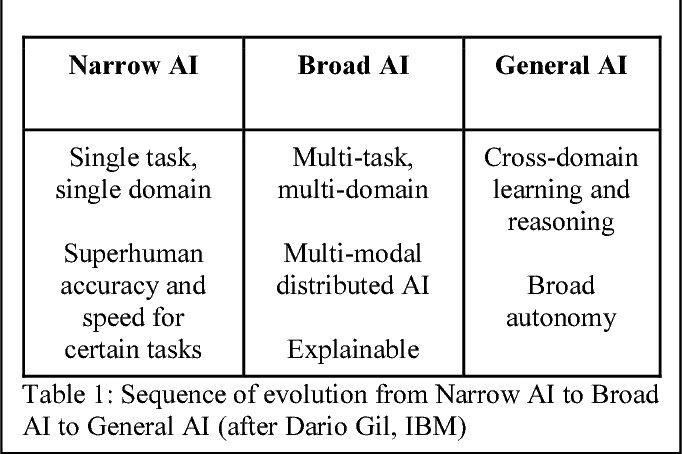 Narrow AI
Broad AI
General AI
Single task,
single domain
Superhuman
accuracy and
speed for
certain tasks
Multi-task,
multi-domain
Multi-modal
distributed AI
Explainable
Cross-domain
learning and
reasoning
Broad
autonomy
Table 1: Sequence of evolution from Narrow AI to Broad
AI to General AI (after Dario Gil, IBM)